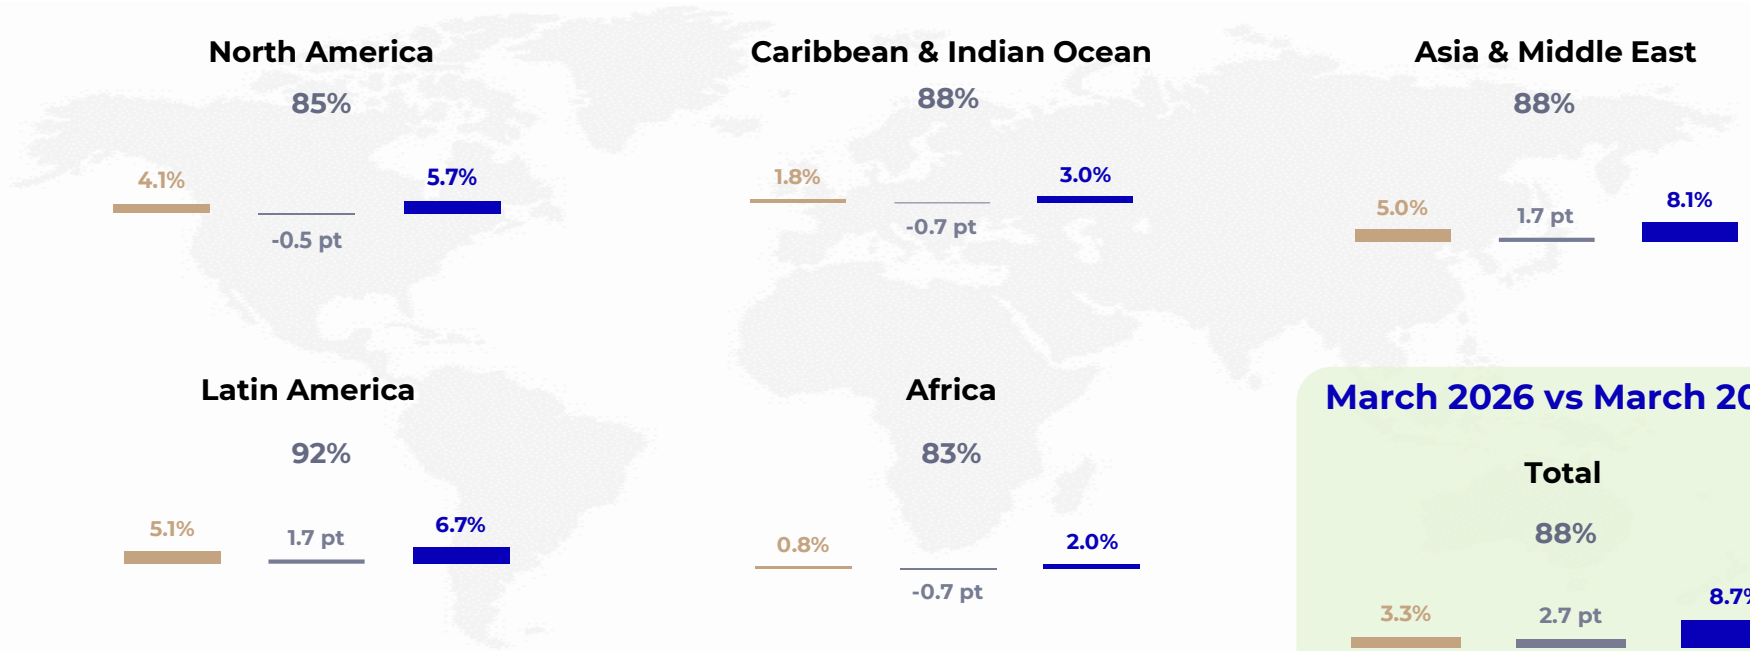 North America
85%
4.1%
-0.5 pt
5.7%
Caribbean & Indian Ocean
88%
1.8%
-0.7 pt
3.0%
Asia & Middle East
88%
5.0%
1.7 pt
8.1%
Latin America
92%
5.1%
1.7 pt
6.7%
Africa
83%
0.8%
-0.7 pt
2.0%
March 2026 vs March
Total
88%
3.3%
2.7 pt
8.7%